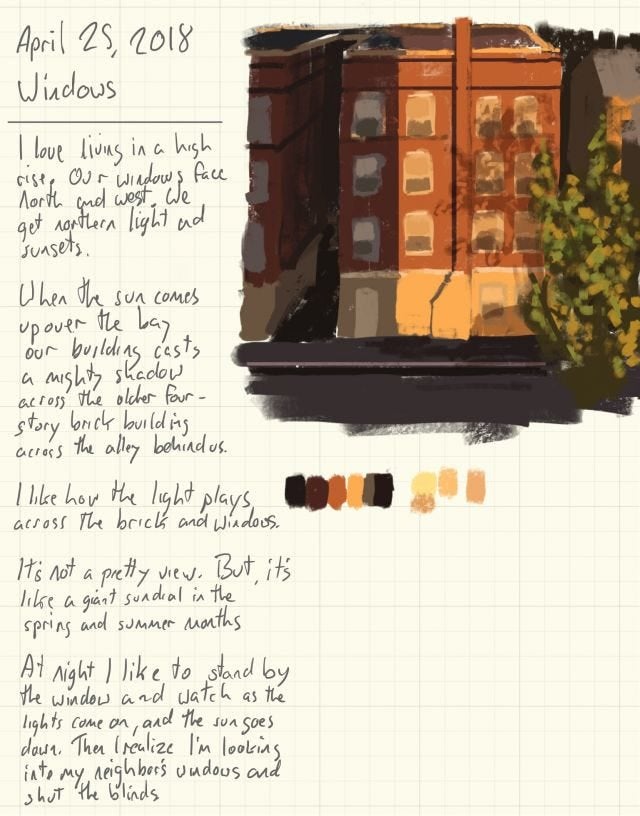 April 25, 2018
Windows
I love living in a high
rise. Our windows face
North and west. We
get northern light and
sunsets.
When the sun comes
up over the bay
our building casts
a mighty shadow
across the older four-
story brick building
across the alley behind us.
I like how the light plays
across the brick and windows.
It's not a pretty view. But, it's
like a giant sundial in the
spring and summer months
At night I like to stand by
the window and watch as the
lights come on, and the sun goes
down. Then I realize I'm looking
into my neighbor's windows and
shut the blinds